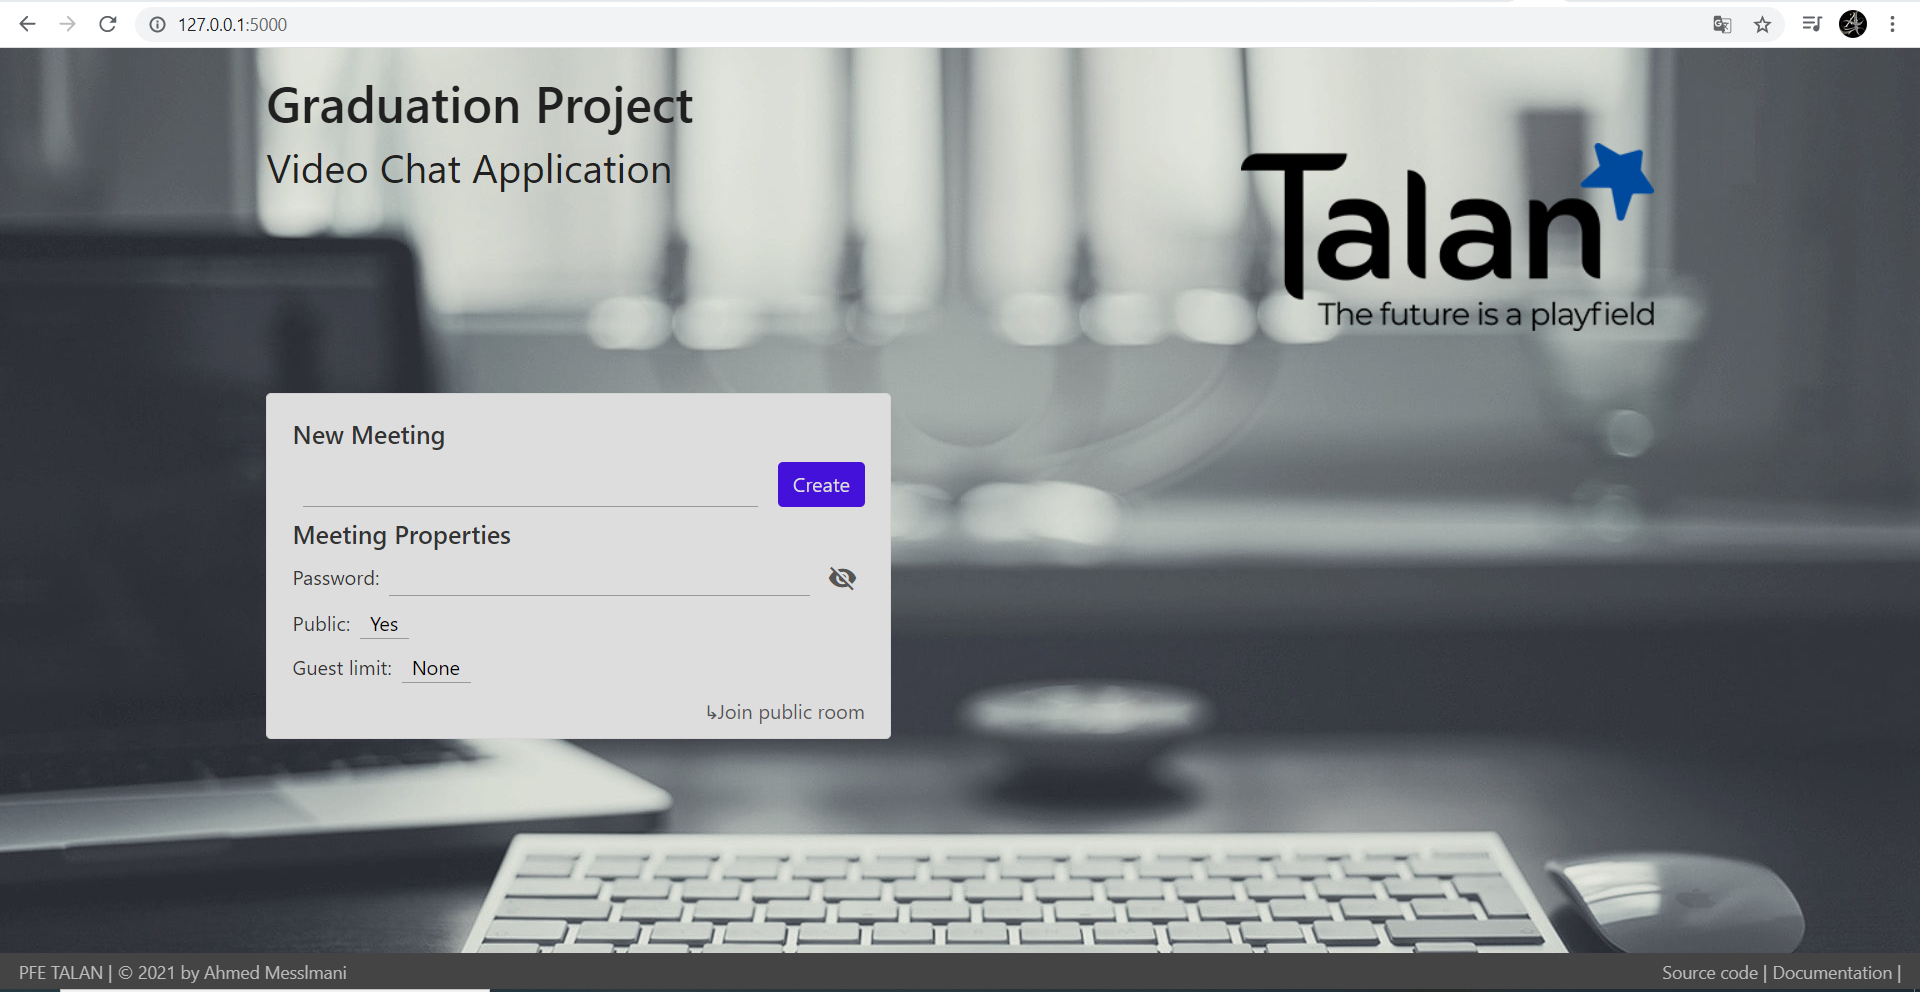 127.0.0.1:5000
Graduation Project
Video Chat Application
Talan
The future is a playfield
New Meeting
Create
Meeting Properties
Password:
Public: Yes
Guest limit: None
↳Join public room
PFE TALAN | © 2021 by Ahmed Messlmani
Source code | Documentation |